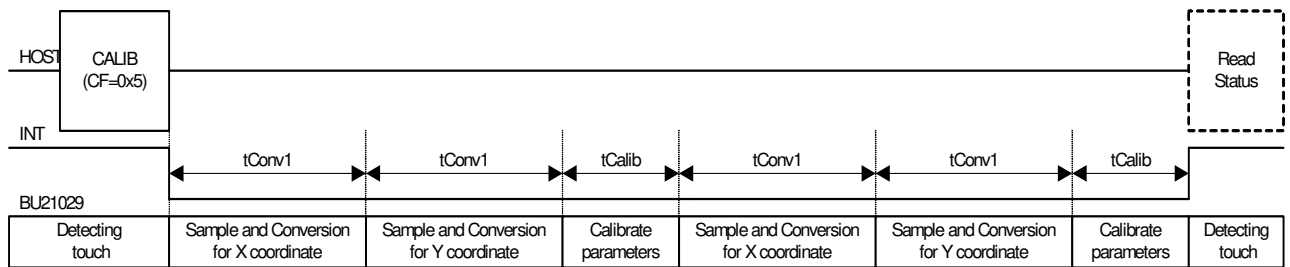 HOST
CALIB
(CF=0x5)
Read
Status
INT
tConv1 tConv1 tCalib tConv1 tConv1 tCalib
BU21029
Detecting
touch
Sample and Conversion
for X coordinate
Sample and Conversion
for Y coordinate
Calibrate
parameters
Sample and Conversion
for X coordinate
Sample and Conversion
for Y coordinate
Calibrate
parameters
Detecting
touch